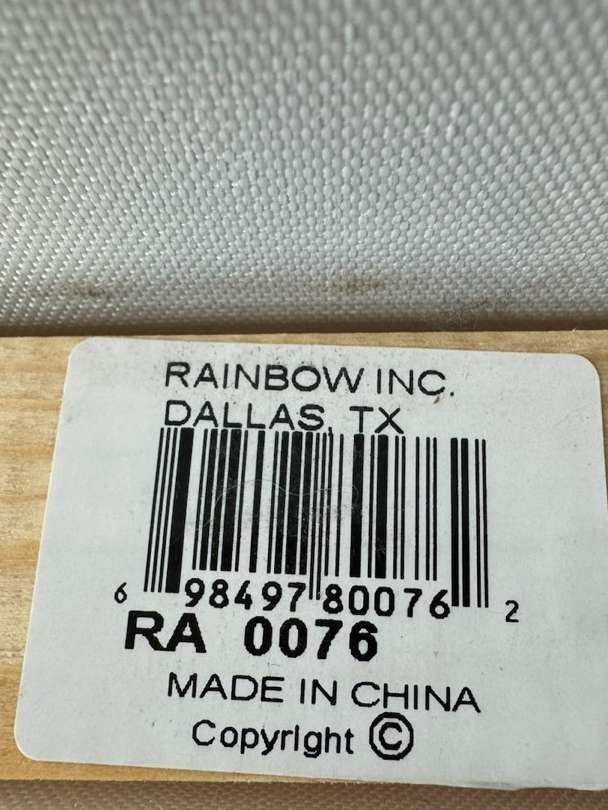 RAINBOW INC.
DALLAS, TX
6 98497 80076 2
RA 0076
MADE IN CHINA
Copyright ©